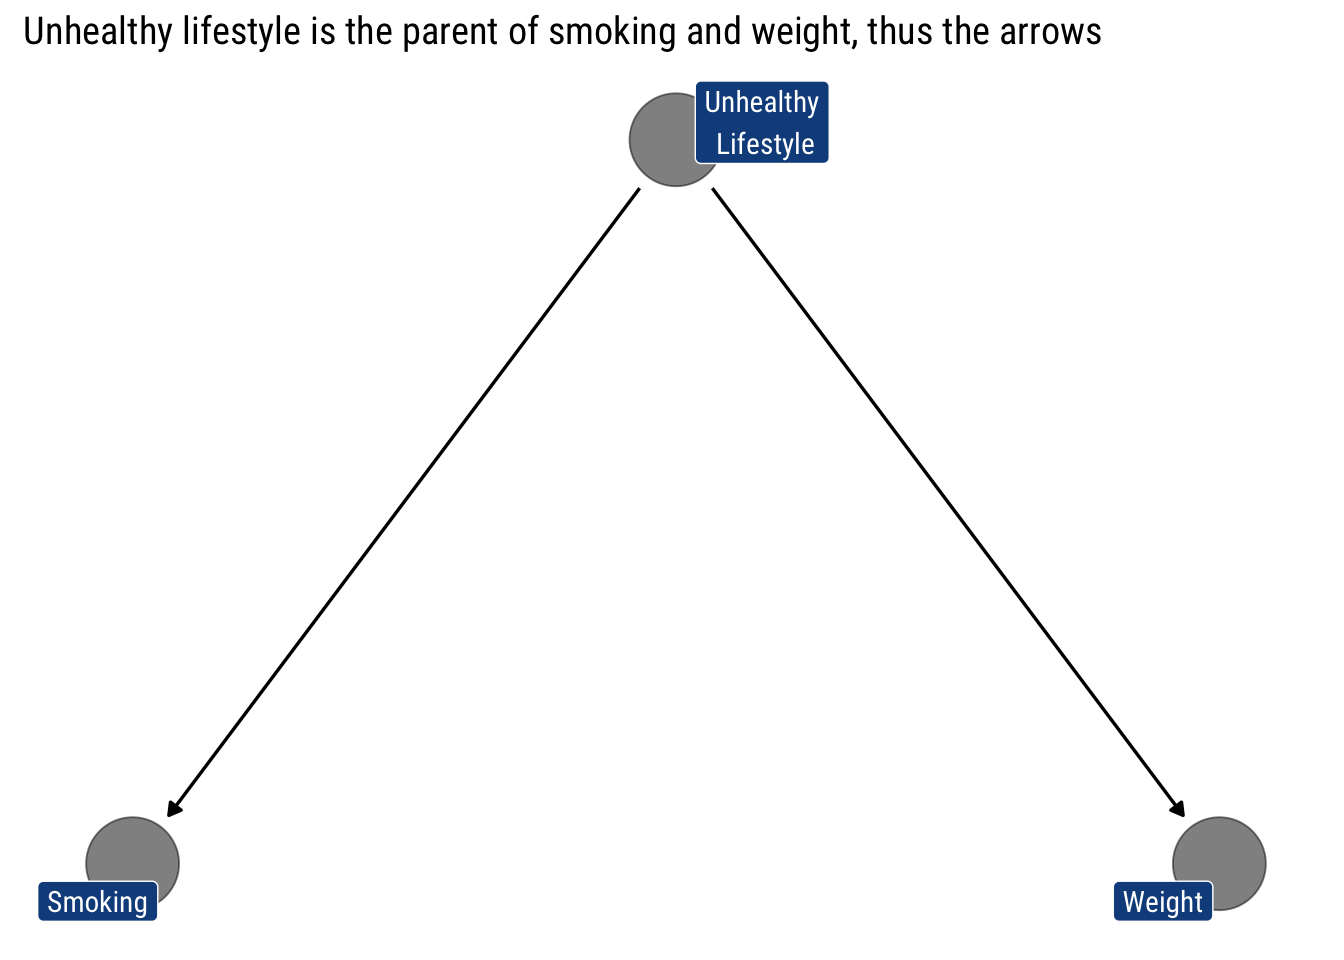 Unhealthy lifestyle is the parent of smoking and weight, thus the arrows
Unhealthy
Lifestyle
Smoking
Weight